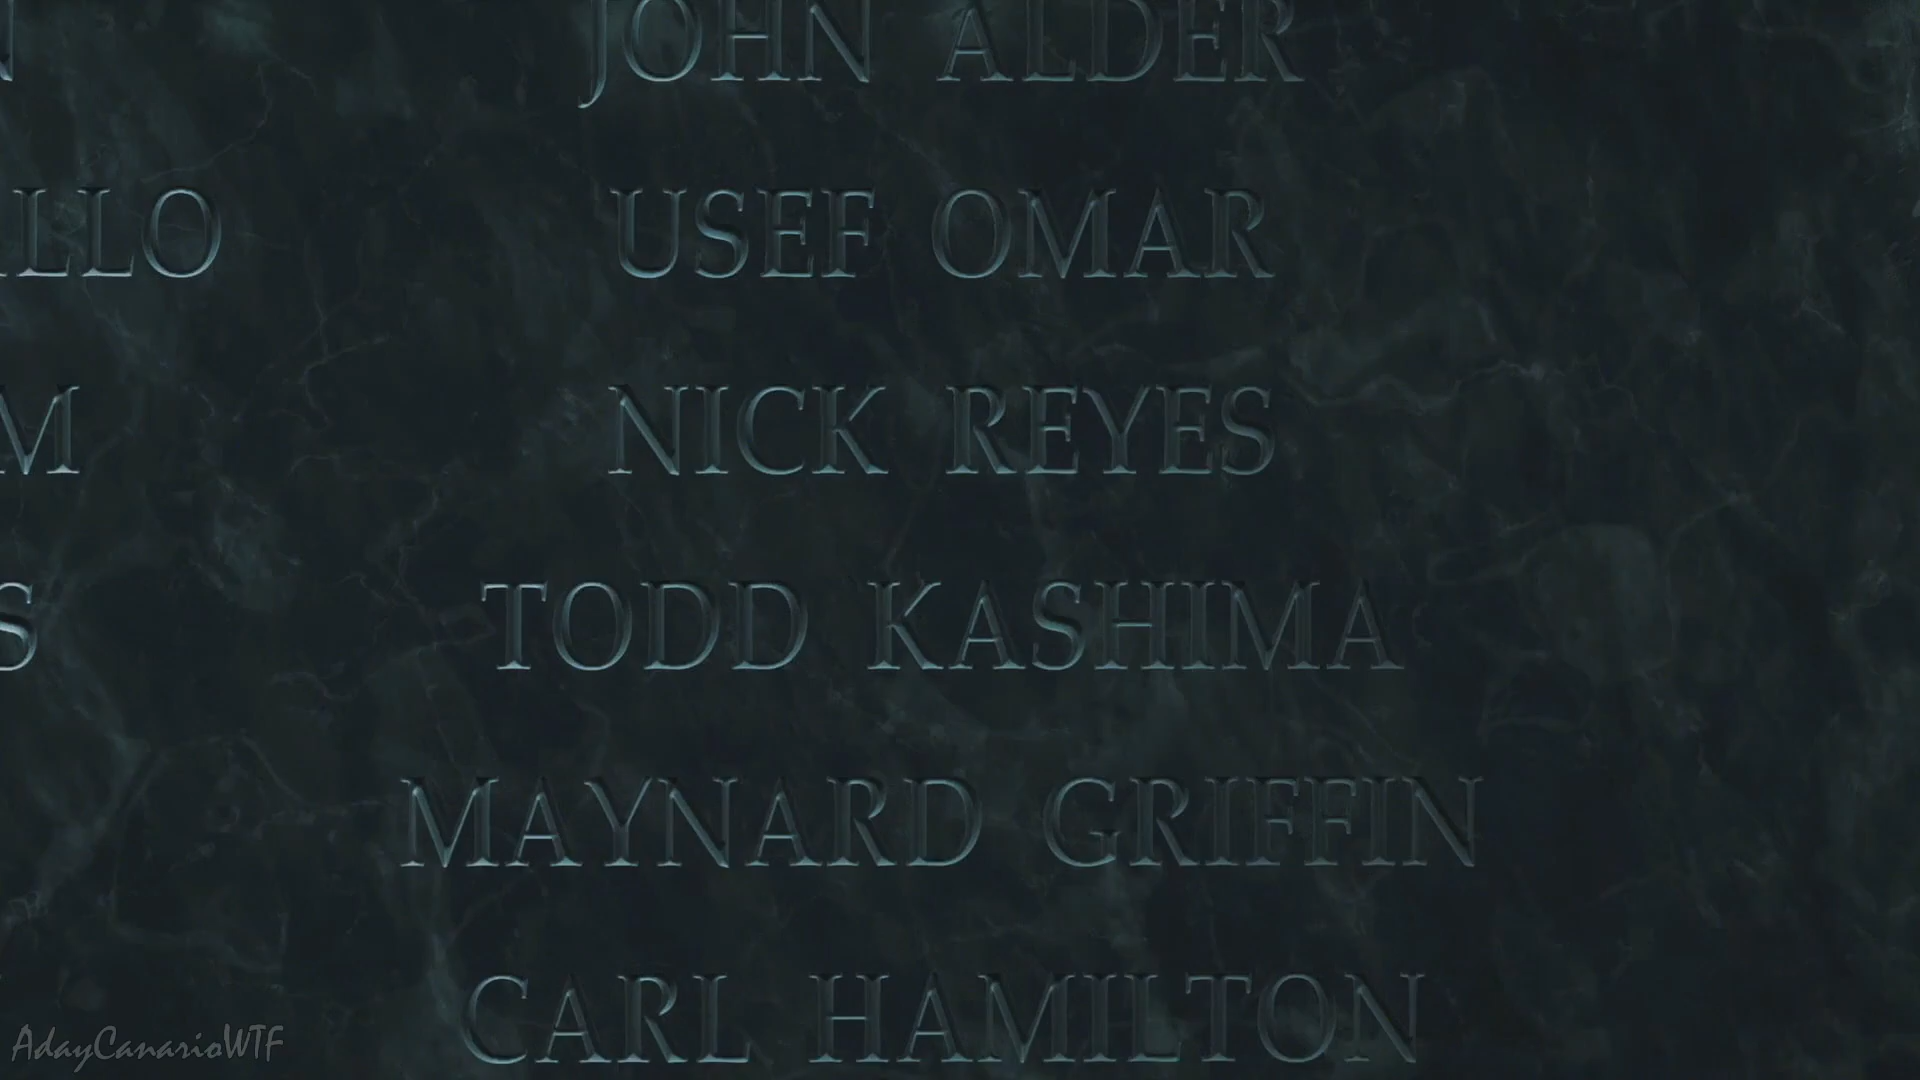 JOHN ALDER
USEF OMAR
NICK REYES
TODD KASHIMA
MAYNARD GRIFFIN
CARL HAMILTON
AdayCanarioWTF